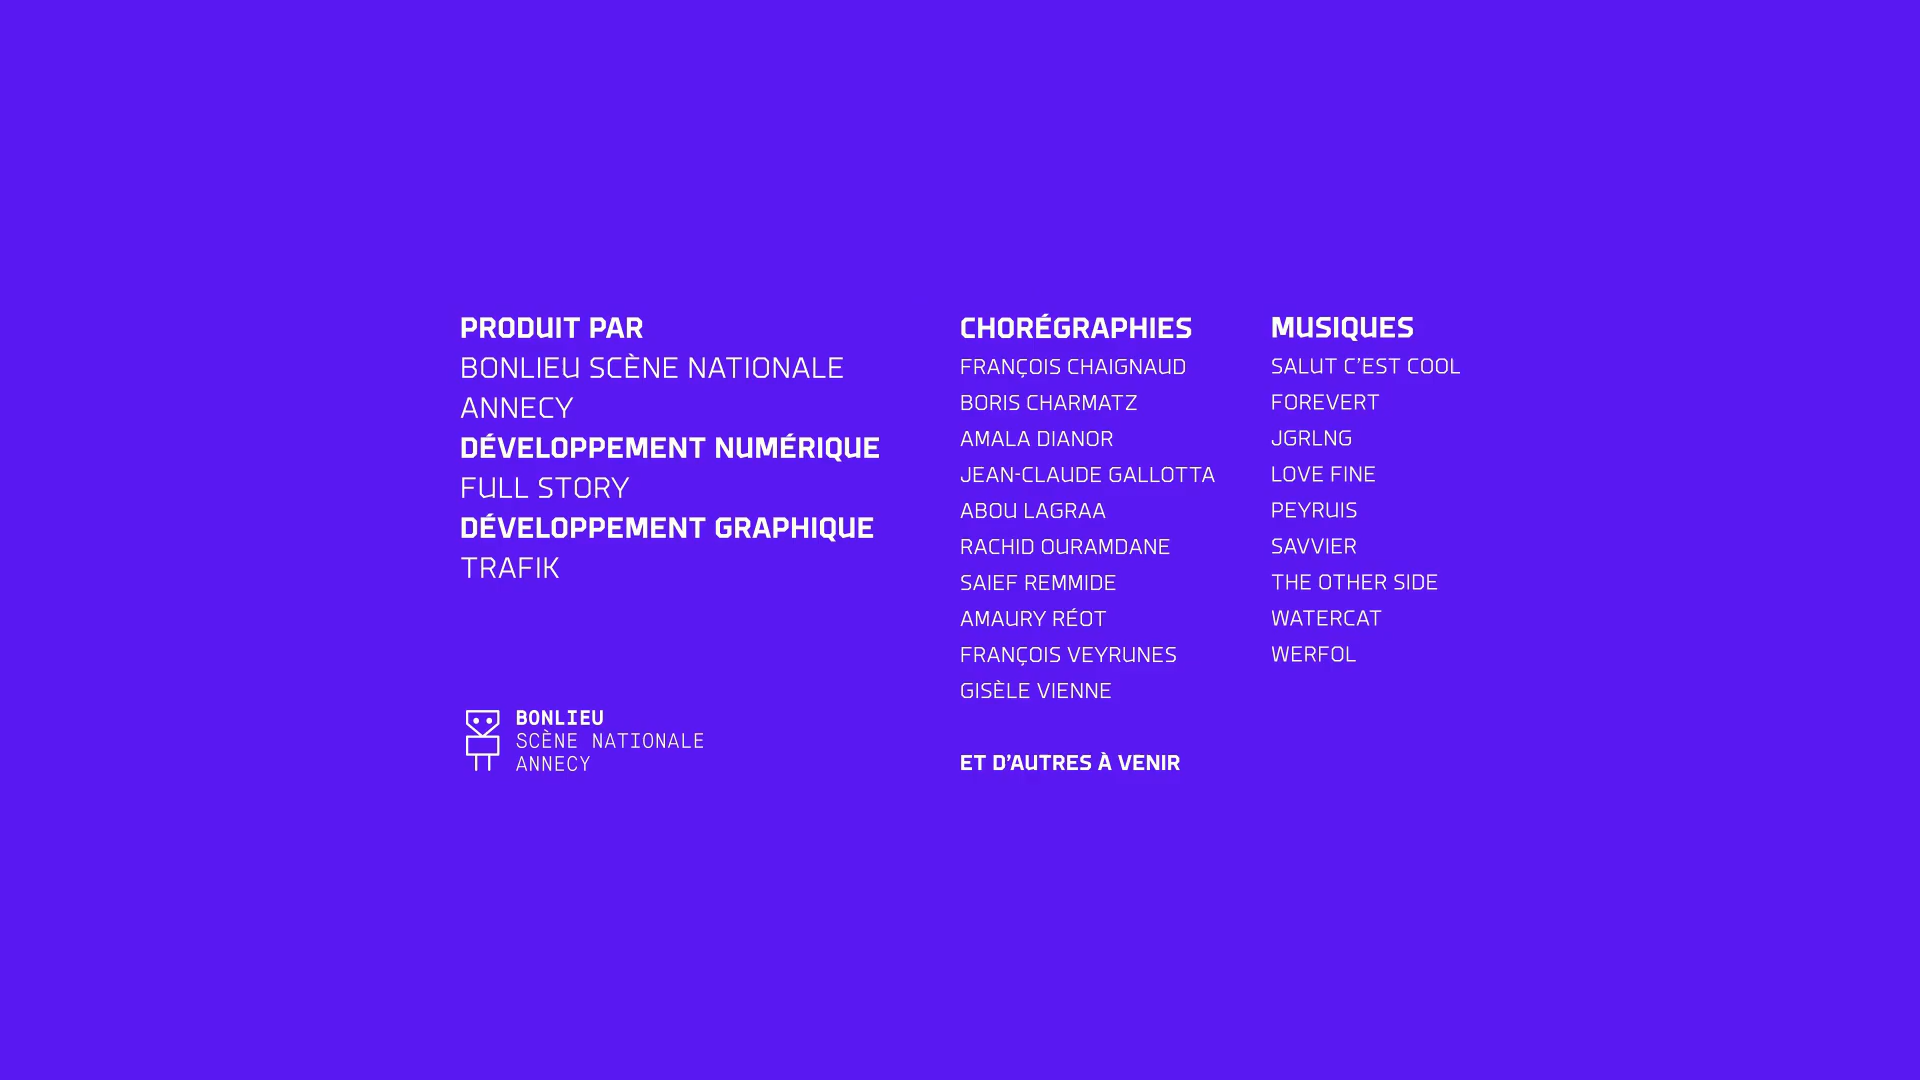 PRODUIT PAR
BONLIEU SCÈNE NATIONALE
ANNECY
DÉVELOPPEMENT NUMÉRIQUE
FULL STORY
DÉVELOPPEMENT GRAPHIQUE
TRAFIK
BONLIEU
SCÈNE NATIONALE
ANNECY
CHORÉGRAPHIES
FRANÇOIS CHAIGNAUD
BORIS CHARMATZ
AMALA DIANOR
JEAN-CLAUDE GALLOTTA
ABOU LAGRAA
RACHID OURAMDANE
SAIEF REMMIDE
AMAURY RÉOT
FRANÇOIS VEYRUNES
GISÈLE VIENNE
ET D’AUTRES À VENIR
MUSIQUES
SALUT C’EST COOL
FOREVERT
JGRLNG
LOVE FINE
PEYRUIS
SAVVIER
THE OTHER SIDE
WATERCAT
WERFOL